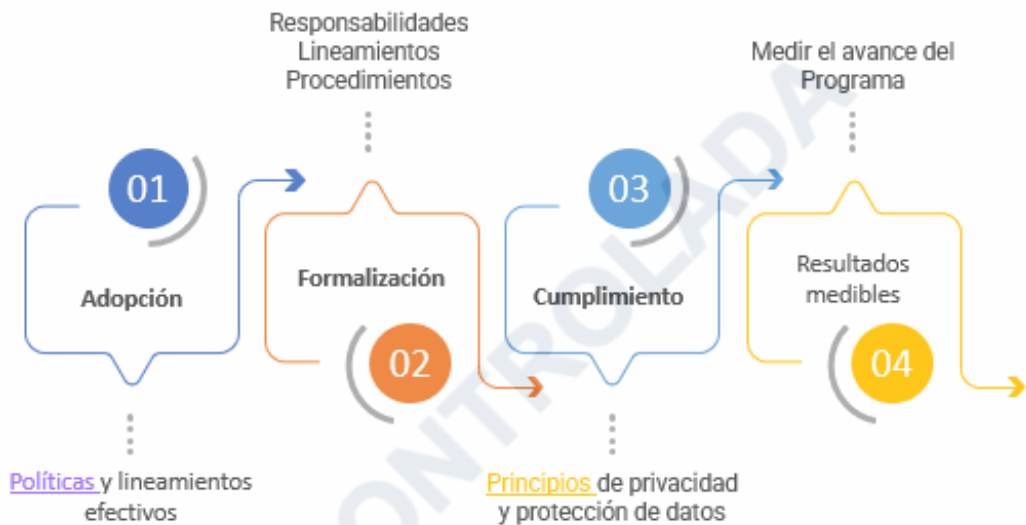 Responsabilidades
Lineamientos
Procedimientos
Medir el avance del
Programa
01
03
Adopción
Formalización
Cumplimiento
Resultados
medibles
02
04
Políticas y lineamientos
efectivos
Principios de privacidad
y protección de datos
ONTROLADA